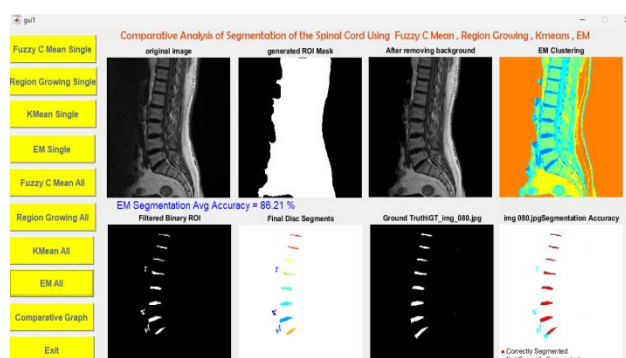 gui1
Comparative Analysis of Segmentation of the Spinal Cord Using Fuzzy C Mean , Region Growing , Kmeans , EM
Fuzzy C Mean Single
Region Growing Single
KMean Single
EM Single
Fuzzy C Mean All
Region Growing All
KMean All
EM All
Comparative Graph
Exit
original image
generated ROI Mask
After removing background
EM Clustering
EM Segmentation Avg Accuracy = 86.21 %
Filtered Binary ROI
Final Disc Segments
Ground Truth\GT_img_080.jpg
img 080.jpgSegmentation Accuracy
Correctly Segmented